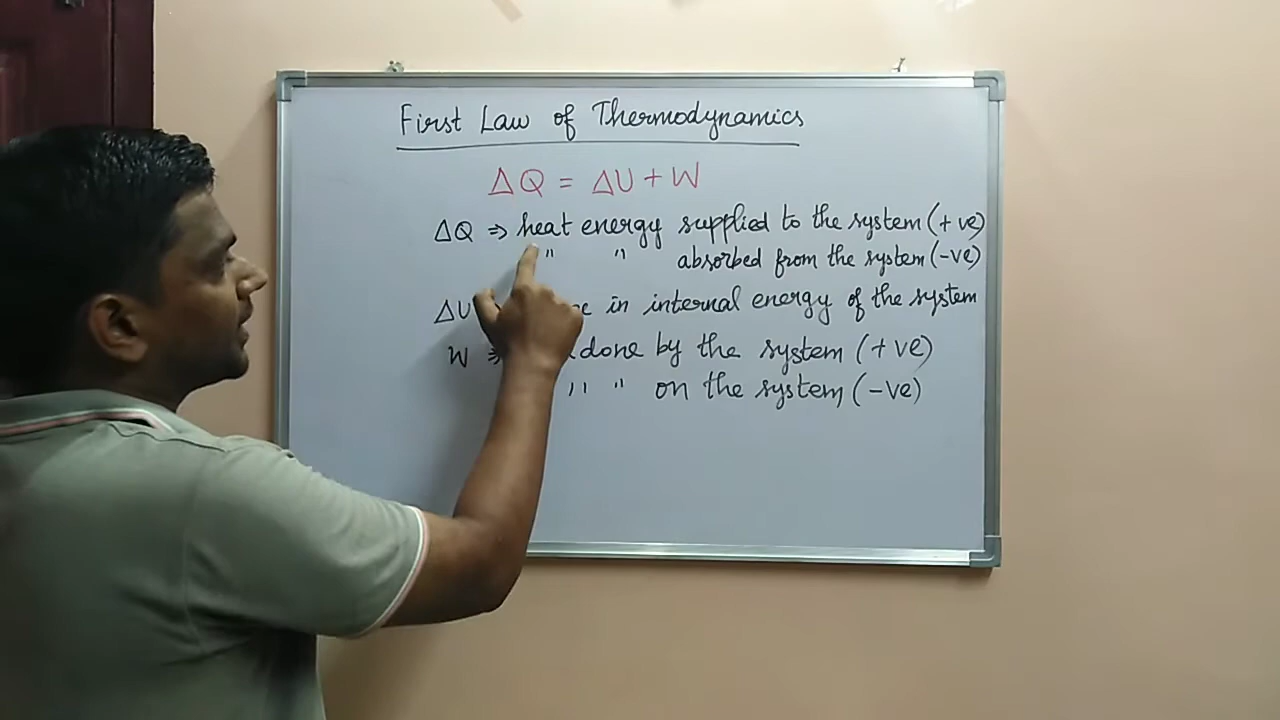 First Law of Thermodynamics
ΔQ = ΔU + W
ΔQ ⇒ heat energy supplied to the system (+ve)
" " absorbed from the system (-ve)
ΔU in internal energy of the system
W ⇒ done by the system (+ve)
" " on the system (-ve)